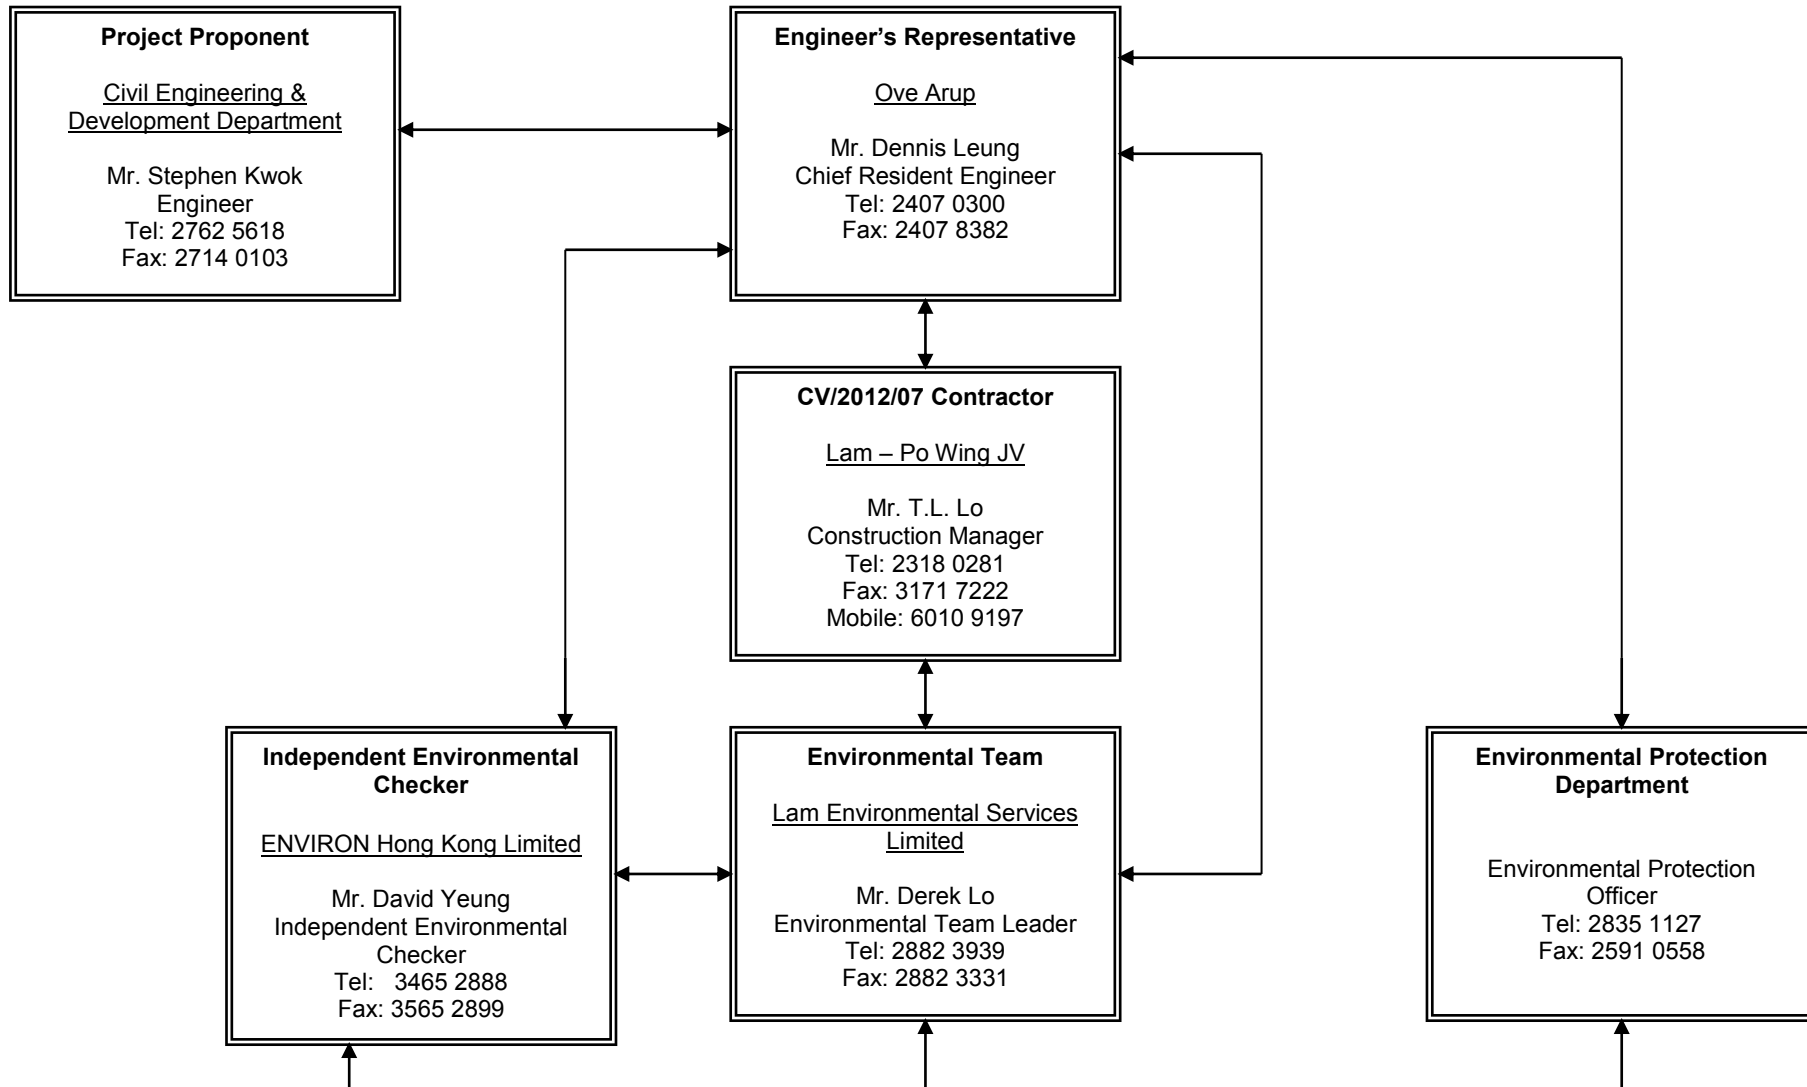 Project Proponent
Civil Engineering &
Development Department
Mr. Stephen Kwok
Engineer
Tel: 2762 5618
Fax: 2714 0103
Engineer’s Representative
Ove Arup
Mr. Dennis Leung
Chief Resident Engineer
Tel: 2407 0300
Fax: 2407 8382
CV/2012/07 Contractor
Lam – Po Wing JV
Mr. T.L. Lo
Construction Manager
Tel: 2318 0281
Fax: 3171 7222
Mobile: 6010 9197
Independent Environmental
Checker
ENVIRON Hong Kong Limited
Mr. David Yeung
Independent Environmental
Checker
Tel:   3465 2888
Fax: 3565 2899
Environmental Team
Lam Environmental Services
Limited
Mr. Derek Lo
Environmental Team Leader
Tel: 2882 3939
Fax: 2882 3331
Environmental Protection
Department
Environmental Protection
Officer
Tel: 2835 1127
Fax: 2591 0558